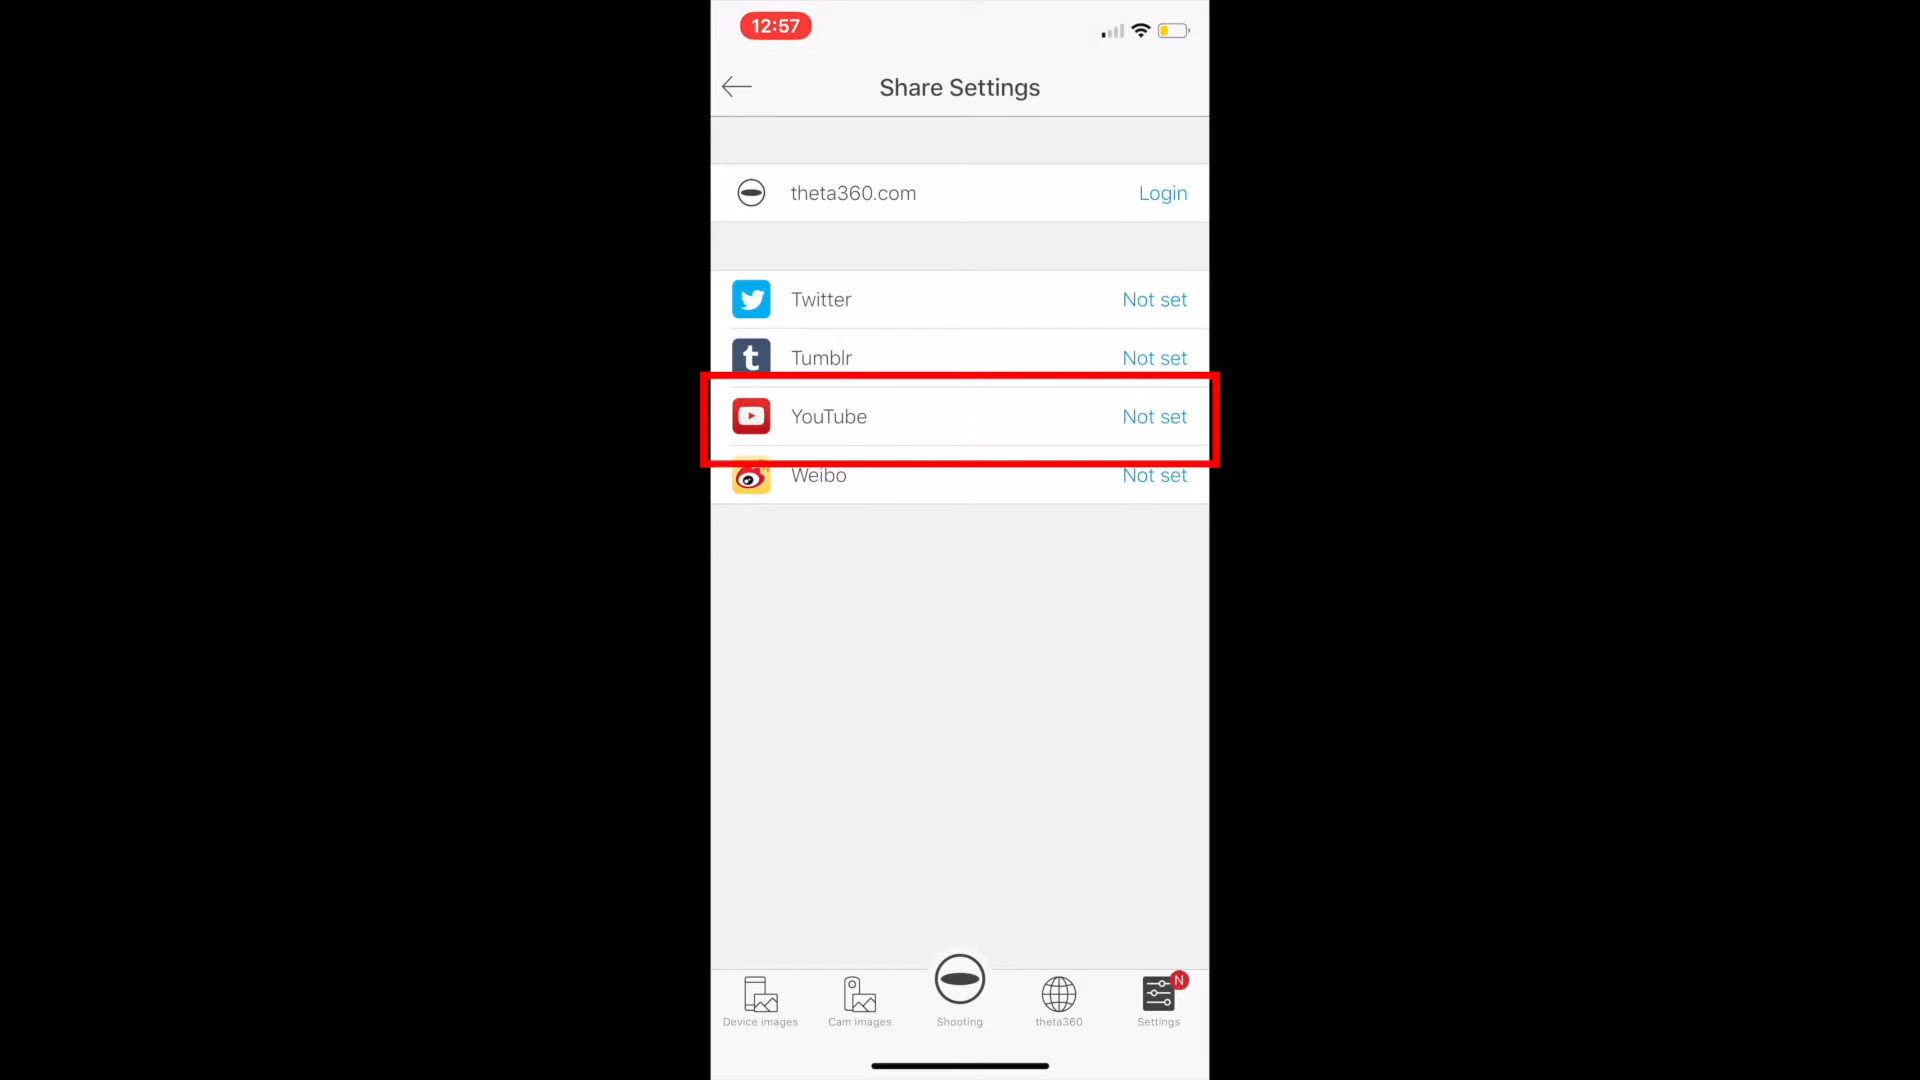 12:57
Share Settings
theta360.com Login
Twitter Not set
t Tumblr Not set
YouTube Not set
Weibo Not set
N
Device images Cam images Shooting theta360 Settings